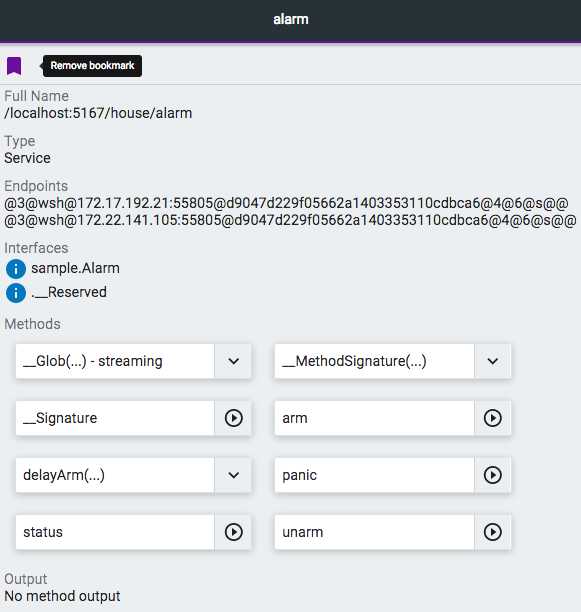 alarm
Remove bookmark
Full Name
/localhost:5167/house/alarm
Type
Service
Endpoints
@3@wsh@172.17.192.21:55805@d9047d229f05662a1403353110cdbca6@4@6@s@@
@3@wsh@172.22.141.105:55805@d9047d229f05662a1403353110cdbca6@4@6@s@@
Interfaces
sample.Alarm
.__Reserved
Methods
__Glob(...) - streaming
__MethodSignature(...)
__Signature
arm
delayArm(...)
panic
status
unarm
Output
No method output